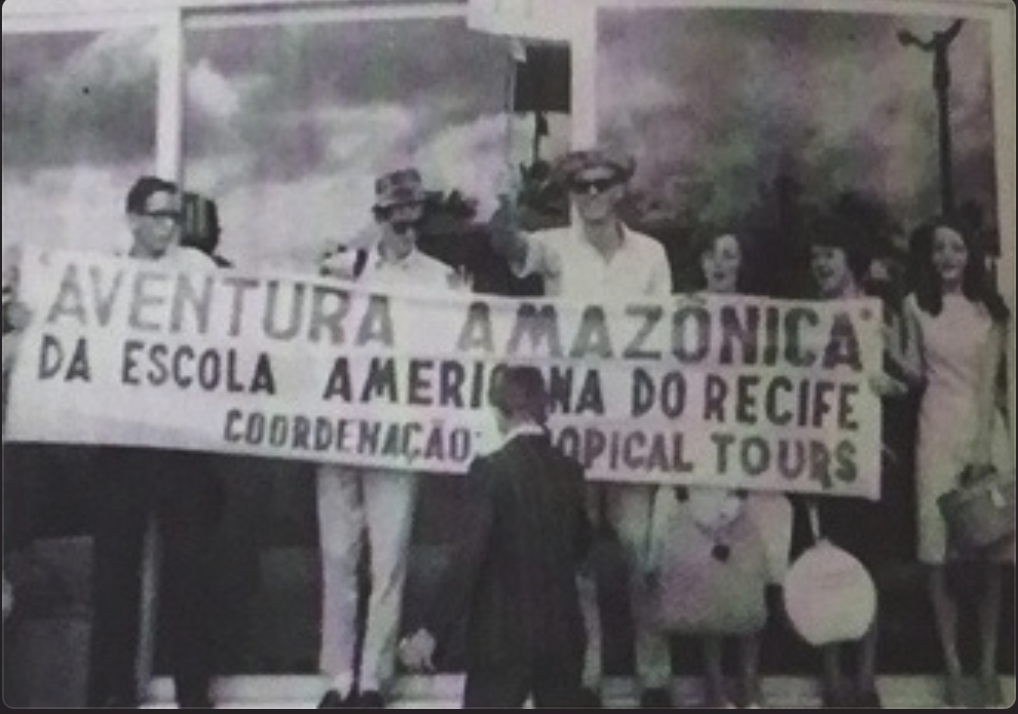 "AVENTURA AMAZÔNICA"
DA ESCOLA AMERICANA DO RECIFE
COORDENAÇÃO: TROPICAL TOURS